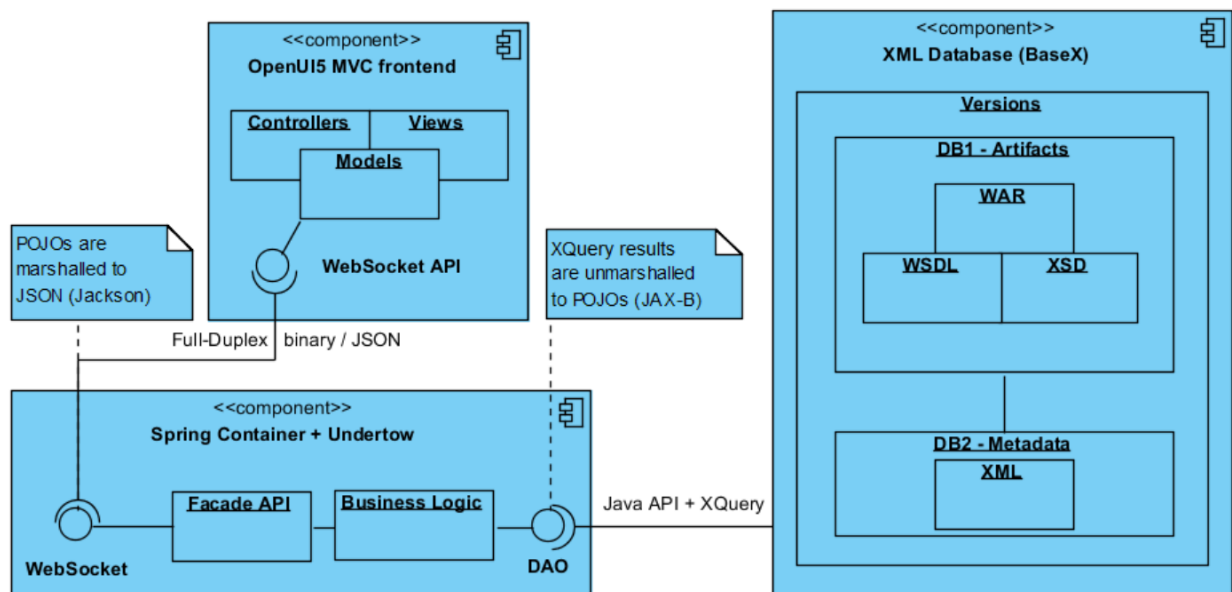 <<component>>
OpenUI5 MVC frontend
Controllers
Views
Models
WebSocket API
POJOs are
marshalled to
JSON (Jackson)
XQuery results
are unmarshalled
to POJOs (JAX-B)
Full-Duplex
binary / JSON
<<component>>
Spring Container + Undertow
Facade API
Business Logic
WebSocket
DAO
Java API + XQuery
<<component>>
XML Database (BaseX)
Versions
DB1 - Artifacts
WAR
WSDL
XSD
DB2 - Metadata
XML